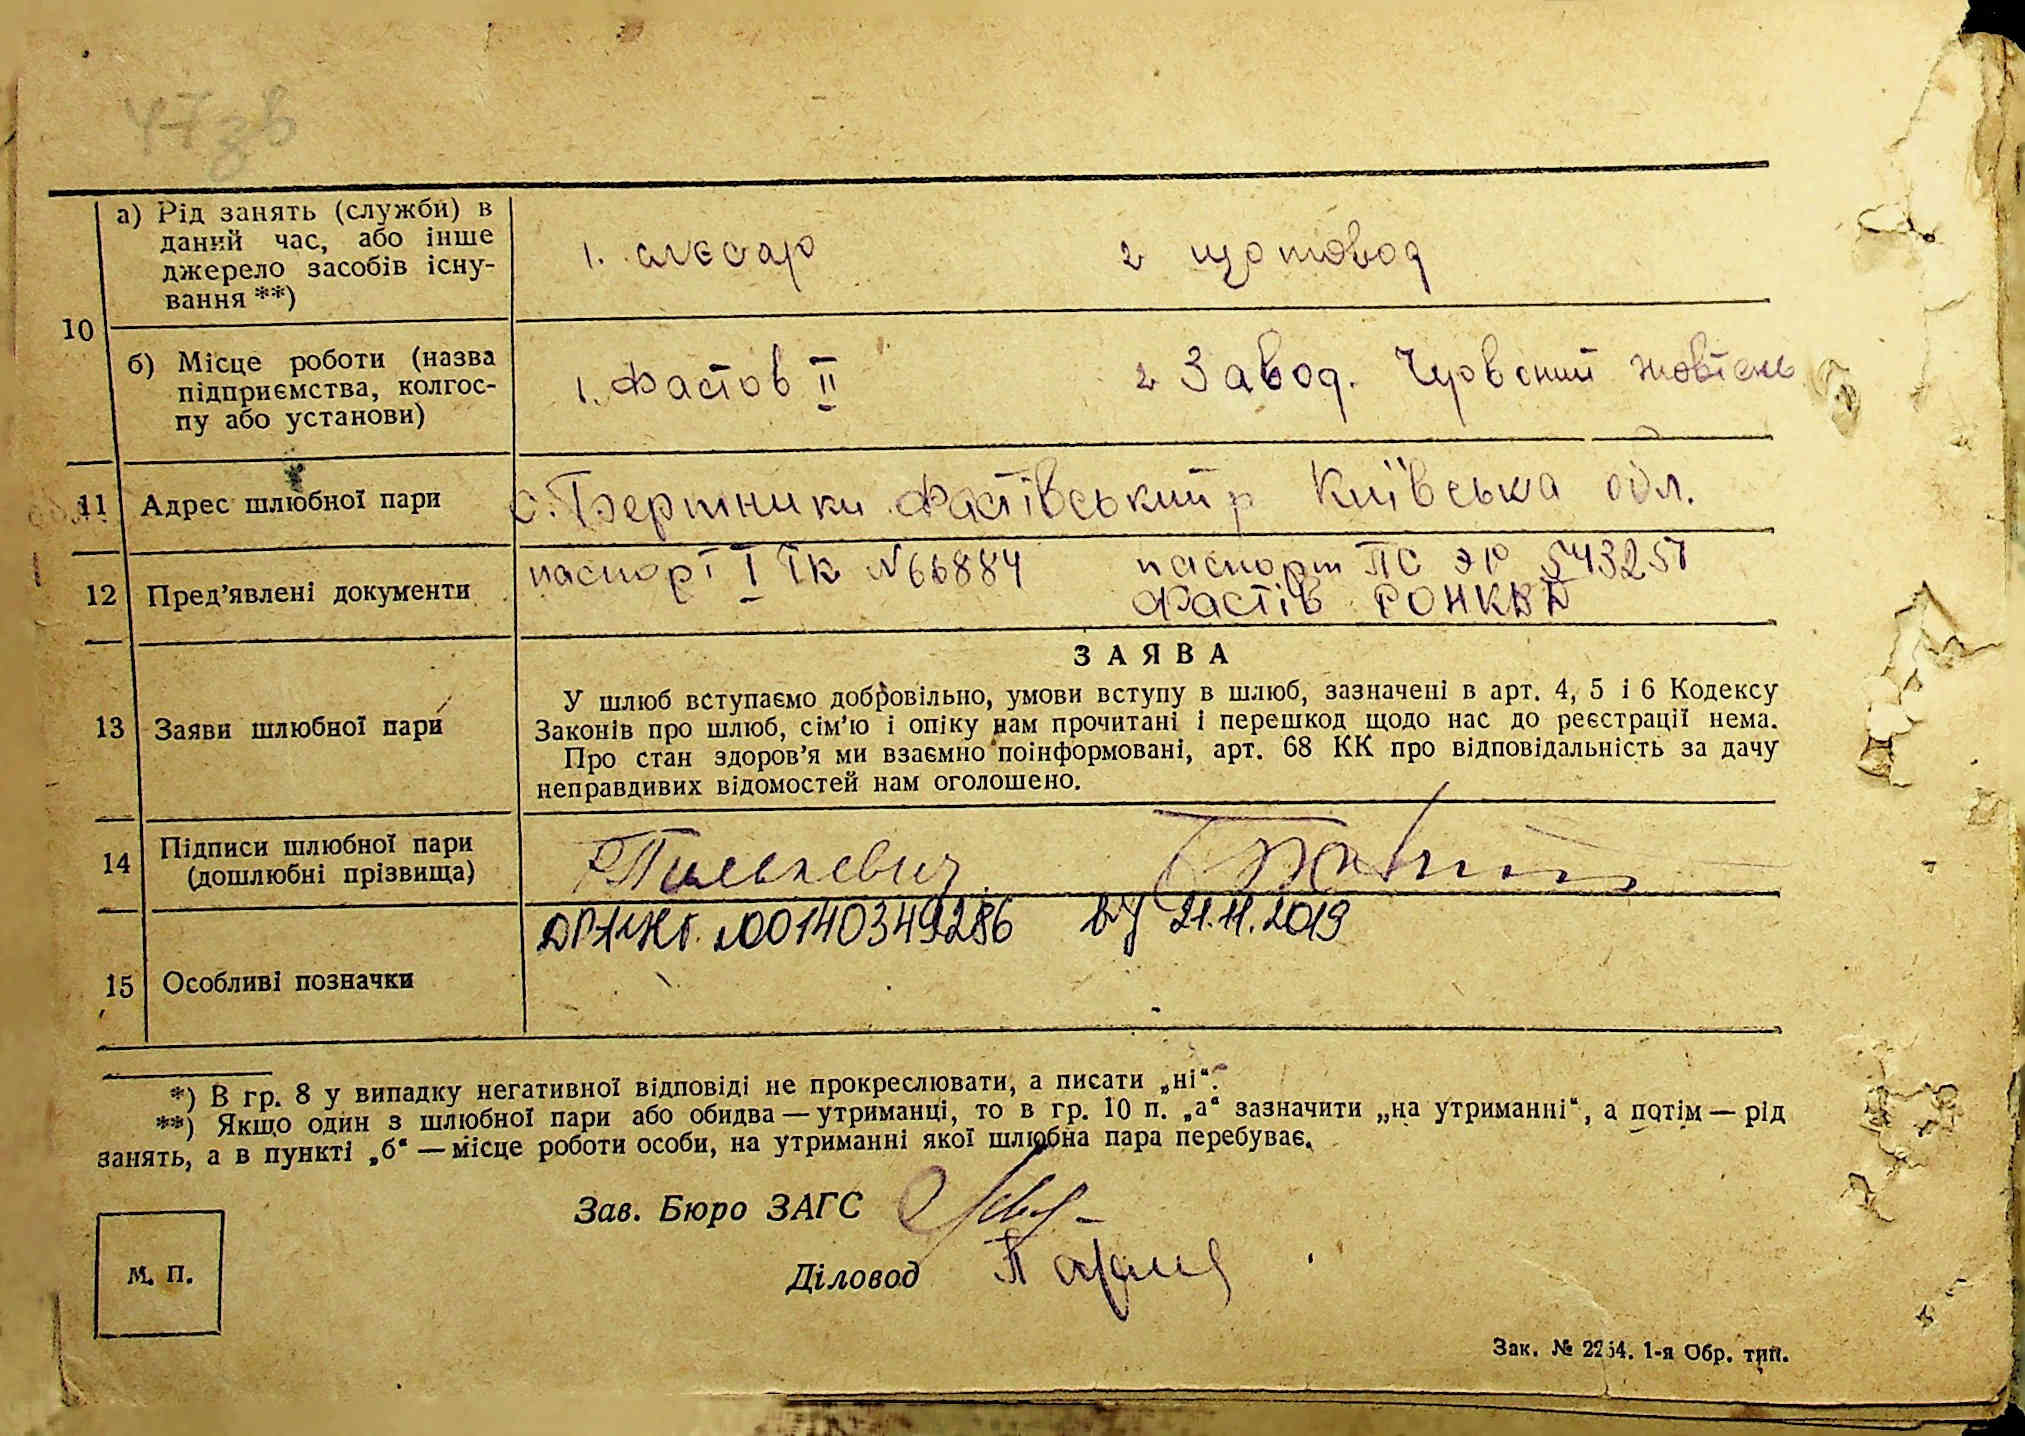 47зв
а) Рід занять (служби) в
даний час, або інше
джерело засобів існу-
вання **)
1. слєсар 2 щотовод
10
б) Місце роботи (назва
підприємства, колгос-
пу або установи)
1. Фастов II 2 Завод. Червоний жовтень
11 Адрес шлюбної пари
с. Фастівський р Київська обл.
12 Пред’явлені документи
паспорт I ТК №66884 паспорт ПС 543257
Фастів РОНКВД
13 Заяви шлюбної пари
ЗАЯВА
У шлюб вступаємо добровільно, умови вступу в шлюб, зазначені в арт. 4, 5 і 6 Кодексу
Законів про шлюб, сім’ю і опіку нам прочитані і перешкод щодо нас до реєстрації нема.
Про стан здоров’я ми взаємно поінформовані, арт. 68 КК про відповідальність за дачу
неправдивих відомостей нам оголошено.
14 Підписи шлюбної пари
(дошлюбні прізвища)
15 Особливі позначки
00140349286 21.11.2019
*) В гр. 8 у випадку негативної відповіді не прокреслювати, а писати „ні“.
**) Якщо один з шлюбної пари або обидва — утриманці, то в гр. 10 п. „а“ зазначити „на утриманні“, а потім — рід
занять, а в пункті „б“ — місце роботи особи, на утриманні якої шлюбна пара перебуває.
Зав. Бюро ЗАГС
Діловод
М. П.
Зак. № 2254. 1-я Обр. тип.